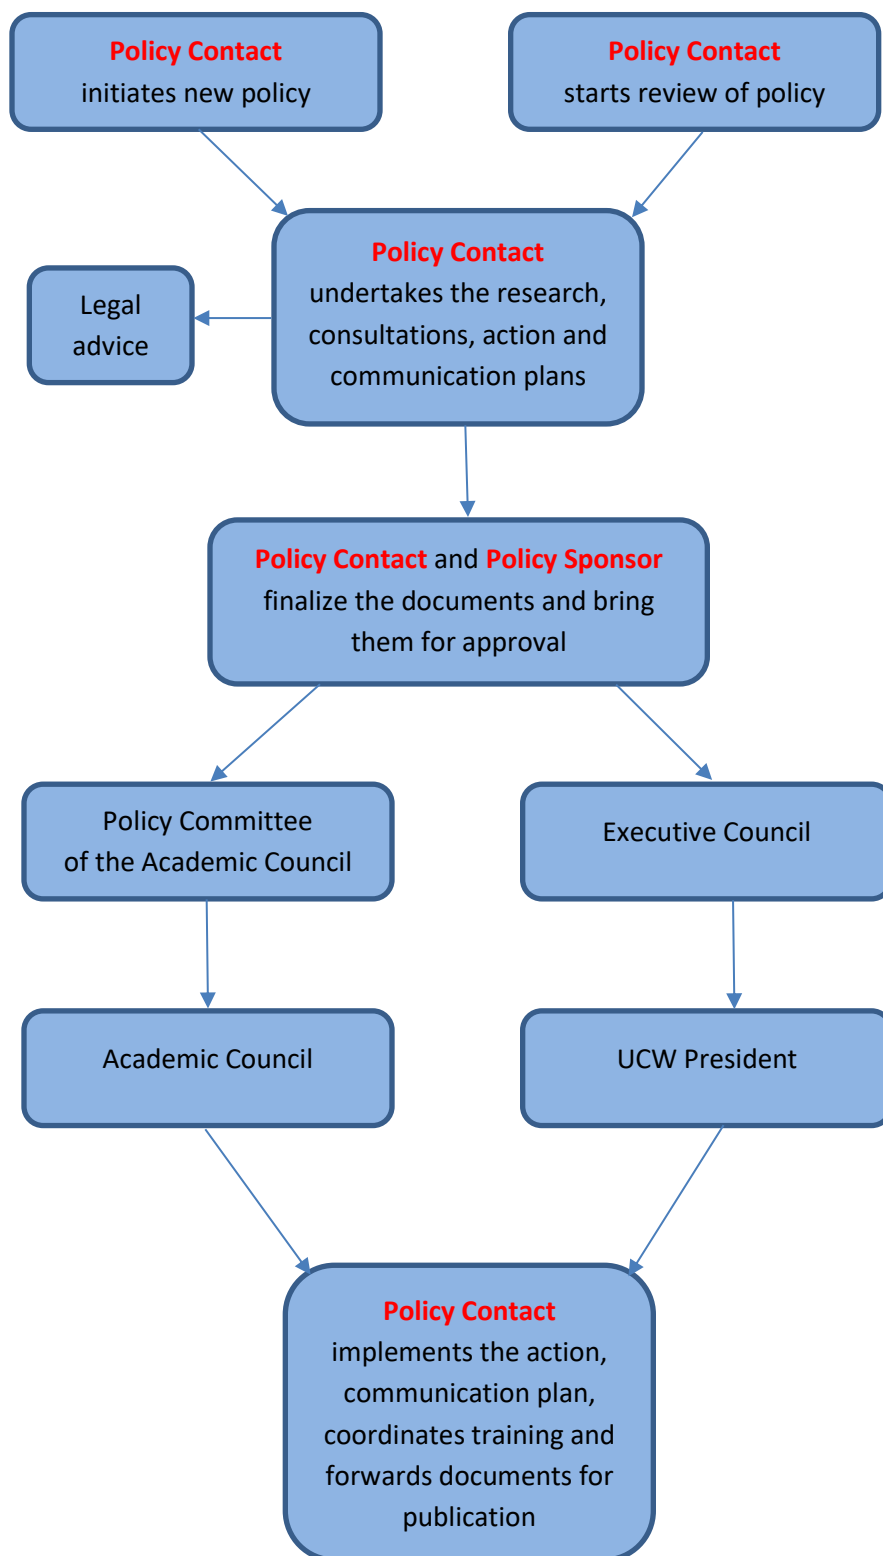 Policy Contact
initiates new policy
Policy Contact
starts review of policy
Policy Contact
undertakes the research,
consultations, action and
communication plans
Legal
advice
Policy Contact and Policy Sponsor
finalize the documents and bring
them for approval
Policy Committee
of the Academic Council
Executive Council
Academic Council
UCW President
Policy Contact
implements the action,
communication plan,
coordinates training and
forwards documents for
publication